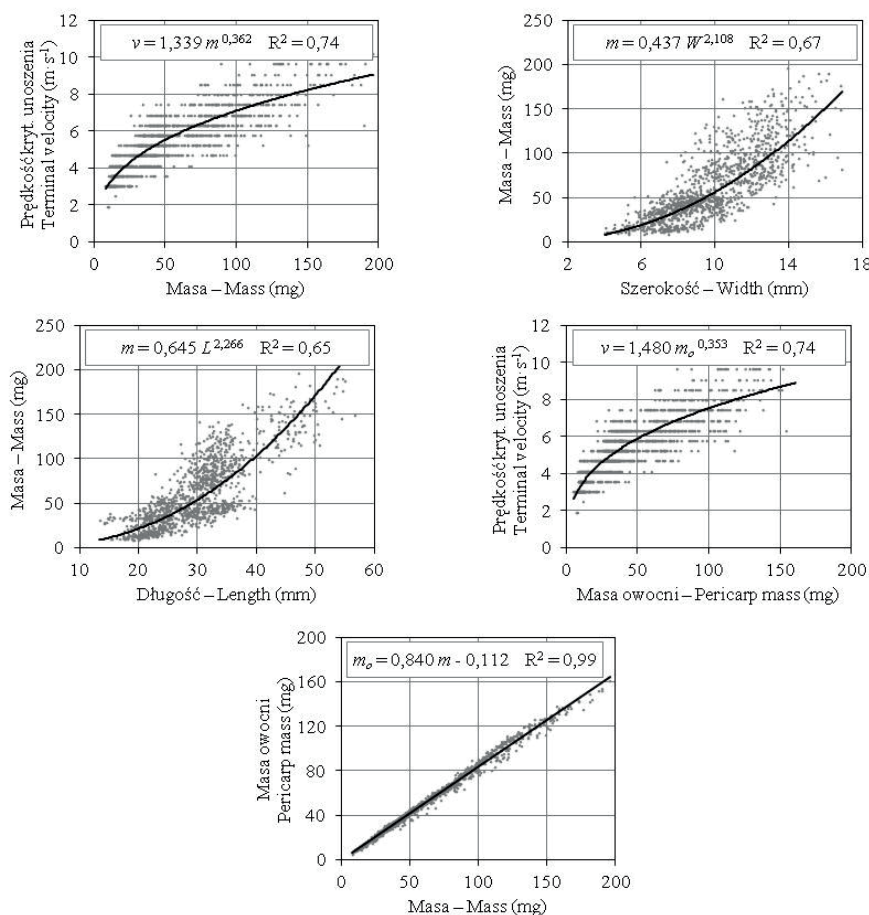 v = 1,339 m^0,362 R² = 0,74
Prędkość kryt. unoszenia
Terminal velocity (m·s⁻¹)
12
10
8
6
4
2
0
0 50 100 150 200
Masa – Mass (mg)
m = 0,437 W^2,108 R² = 0,67
Masa – Mass (mg)
250
200
150
100
50
0
2 6 10 14 18
Szerokość – Width (mm)
m = 0,645 L^2,266 R² = 0,65
Masa – Mass (mg)
250
200
150
100
50
0
10 20 30 40 50 60
Długość – Length (mm)
v = 1,480 mₒ^0,353 R² = 0,74
Prędkość kryt. unoszenia
Terminal velocity (m·s⁻¹)
12
10
8
6
4
2
0
0 50 100 150 200
Masa owocni – Pericarp mass (mg)
mₒ = 0,840 m - 0,112 R² = 0,99
Masa owocni
Pericarp mass (mg)
200
160
120
80
40
0
0 50 100 150 200
Masa – Mass (mg)